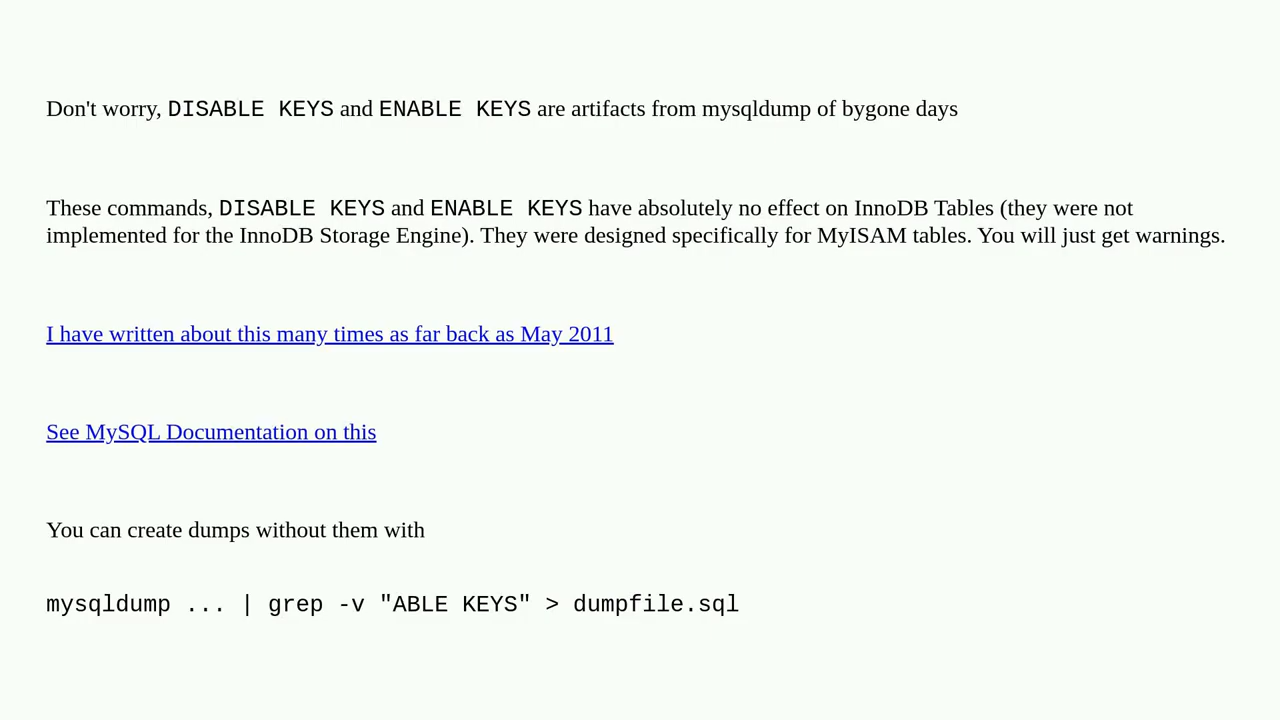 Don't worry, DISABLE KEYS and ENABLE KEYS are artifacts from mysqldump of bygone days
These commands, DISABLE KEYS and ENABLE KEYS have absolutely no effect on InnoDB Tables (they were not
implemented for the InnoDB Storage Engine). They were designed specifically for MyISAM tables. You will just get warnings.
I have written about this many times as far back as May 2011
See MySQL Documentation on this
You can create dumps without them with
mysqldump ... | grep -v "ABLE KEYS" > dumpfile.sql